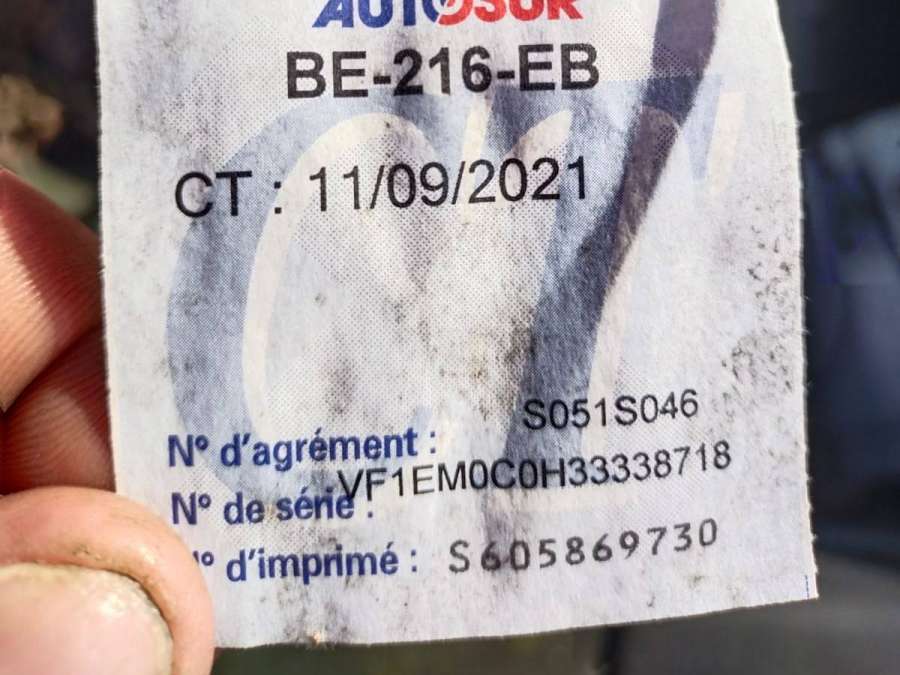 AUTOSUR
BE-216-EB
CT : 11/09/2021
N° d'agrément : S051S046
N° de série : VF1EM0C0H33338718
N° d'imprimé : S605869730